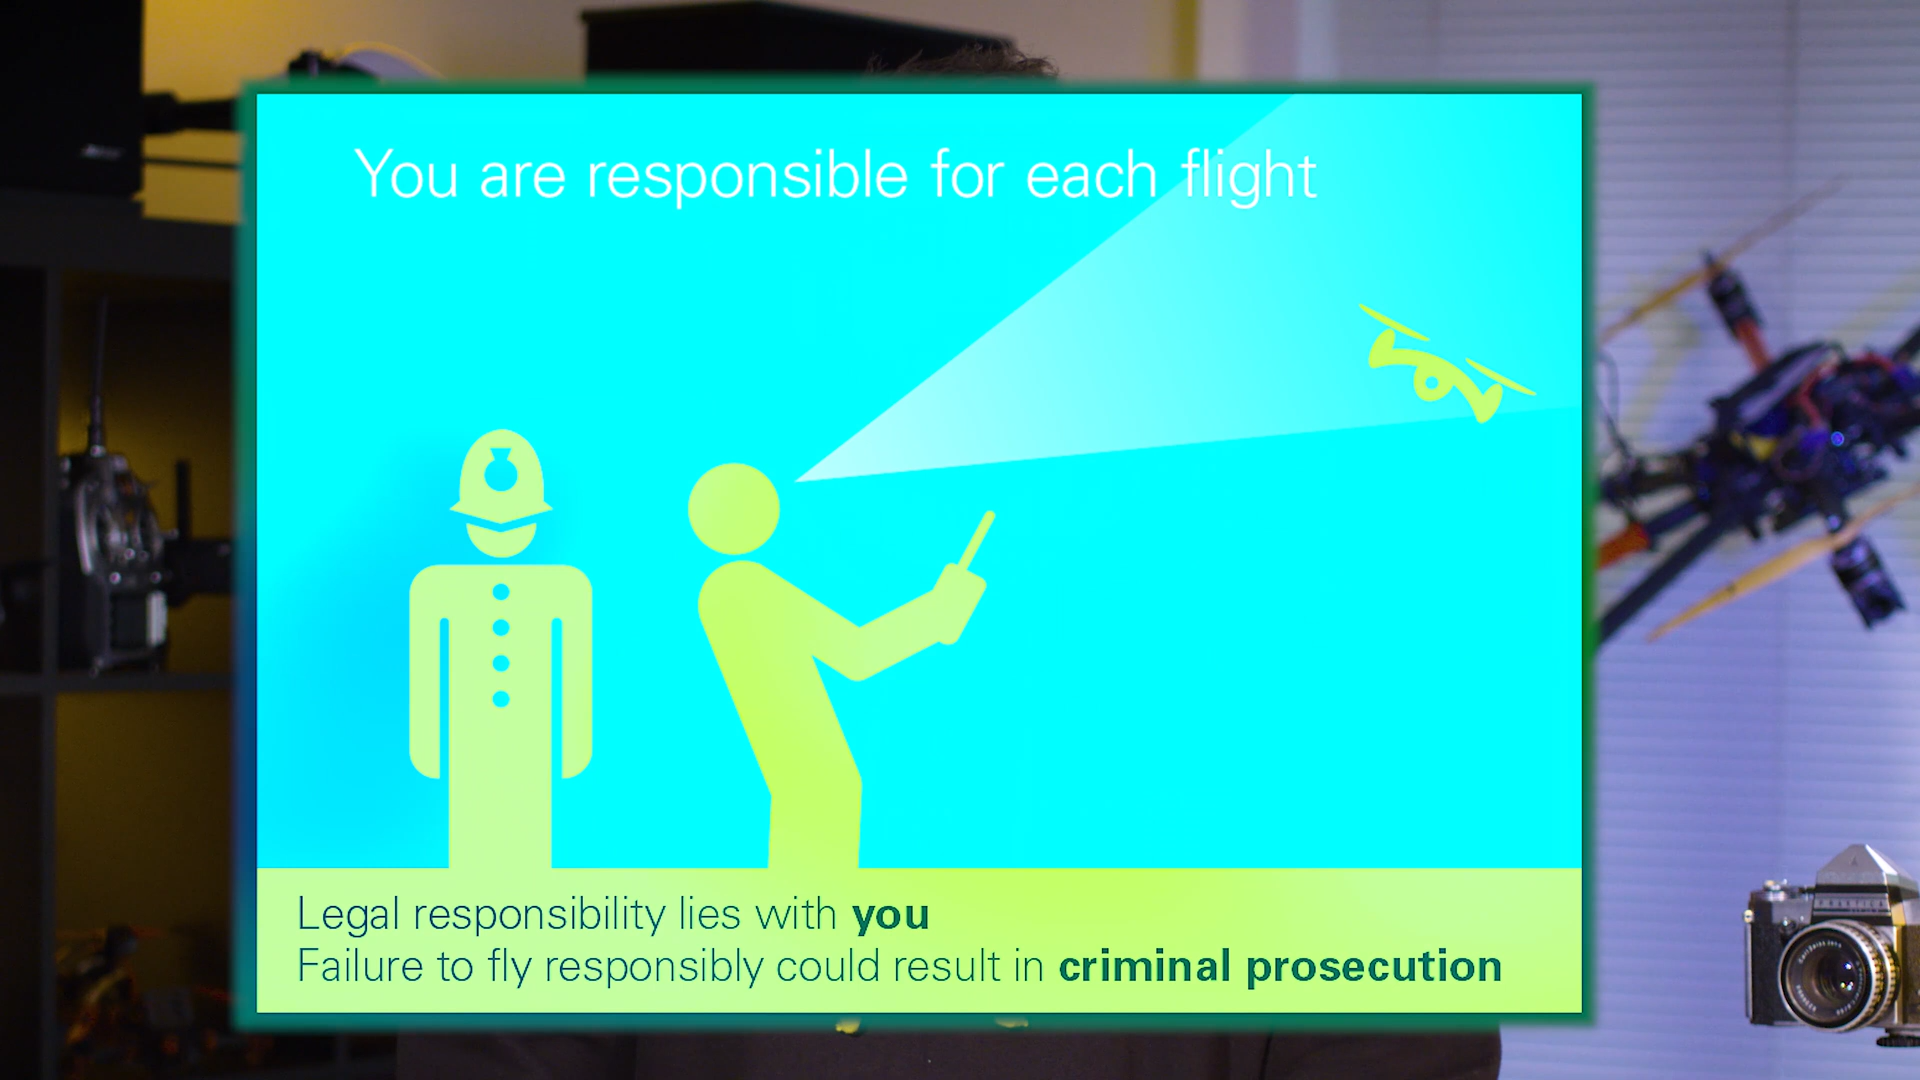 You are responsible for each flight
Legal responsibility lies with you
Failure to fly responsibly could result in criminal prosecution